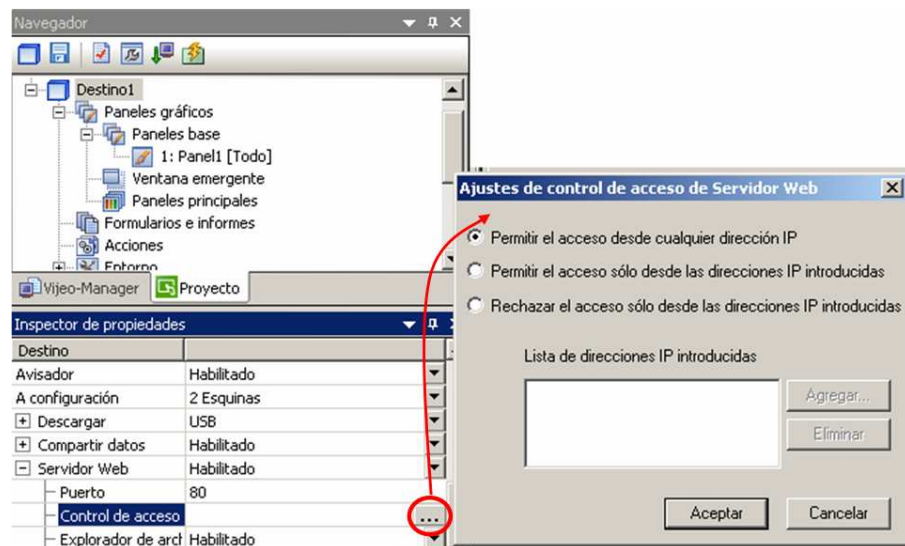 Navegador
Destino1
Paneles gráficos
Paneles base
1: Panel1 [Todo]
Ventana emergente
Paneles principales
Formularios e informes
Acciones
Entorno
Vijeo-Manager
Proyecto
Inspector de propiedades
Destino
Avisador Habilitado
A configuración 2 Esquinas
Descargar USB
Compartir datos Habilitado
Servidor Web Habilitado
Puerto 80
Control de acceso ...
Explorador de arch Habilitado
Ajustes de control de acceso de Servidor Web
Permitir el acceso desde cualquier dirección IP
Permitir el acceso sólo desde las direcciones IP introducidas
Rechazar el acceso sólo desde las direcciones IP introducidas
Lista de direcciones IP introducidas
Agregar...
Eliminar
Aceptar
Cancelar